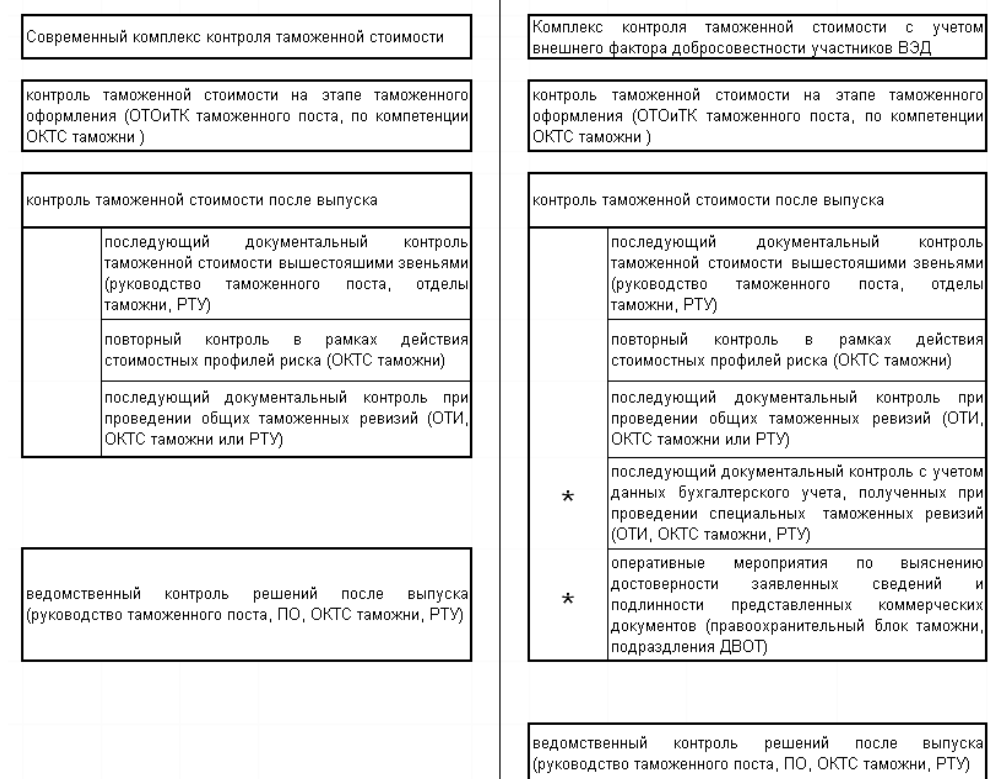 Современный комплекс контроля таможенной стоимости
контроль таможенной стоимости на этапе таможенного
оформления (ОТОиТК таможенного поста, по компетенции
ОКТС таможни )
контроль таможенной стоимости после выпуска
последующий документальный контроль
таможенной стоимости вышестояшими звеньями
(руководство таможенного поста, отделы
таможни, РТУ)
повторный контроль в рамках действия
стоимостных профилей риска (ОКТС таможни)
последующий документальный контроль при
проведении общих таможенных ревизий (ОТИ,
ОКТС таможни или РТУ)
ведомственный контроль решений после выпуска
(руководство таможенного поста, ПО, ОКТС таможни, РТУ)
Комплекс контроля таможенной стоимости с учетом
внешнего фактора добросовестности участников ВЭД
контроль таможенной стоимости на этапе таможенного
оформления (ОТОиТК таможенного поста, по компетенции
ОКТС таможни )
контроль таможенной стоимости после выпуска
последующий документальный контроль
таможенной стоимости вышестояшими звеньями
(руководство таможенного поста, отделы
таможни, РТУ)
повторный контроль в рамках действия
стоимостных профилей риска (ОКТС таможни)
последующий документальный контроль при
проведении общих таможенных ревизий (ОТИ,
ОКТС таможни или РТУ)
*
последующий документальный контроль с учетом
данных бухгалтерского учета, полученных при
проведении специальных таможенных ревизий
(ОТИ, ОКТС таможни, РТУ)
*
оперативные мероприятия по выяснению
достоверности заявленных сведений и
подлинности представленных коммерческих
документов (правоохранительный блок таможни,
подраздления ДВОТ)
ведомственный контроль решений после выпуска
(руководство таможенного поста, ПО, ОКТС таможни, РТУ)